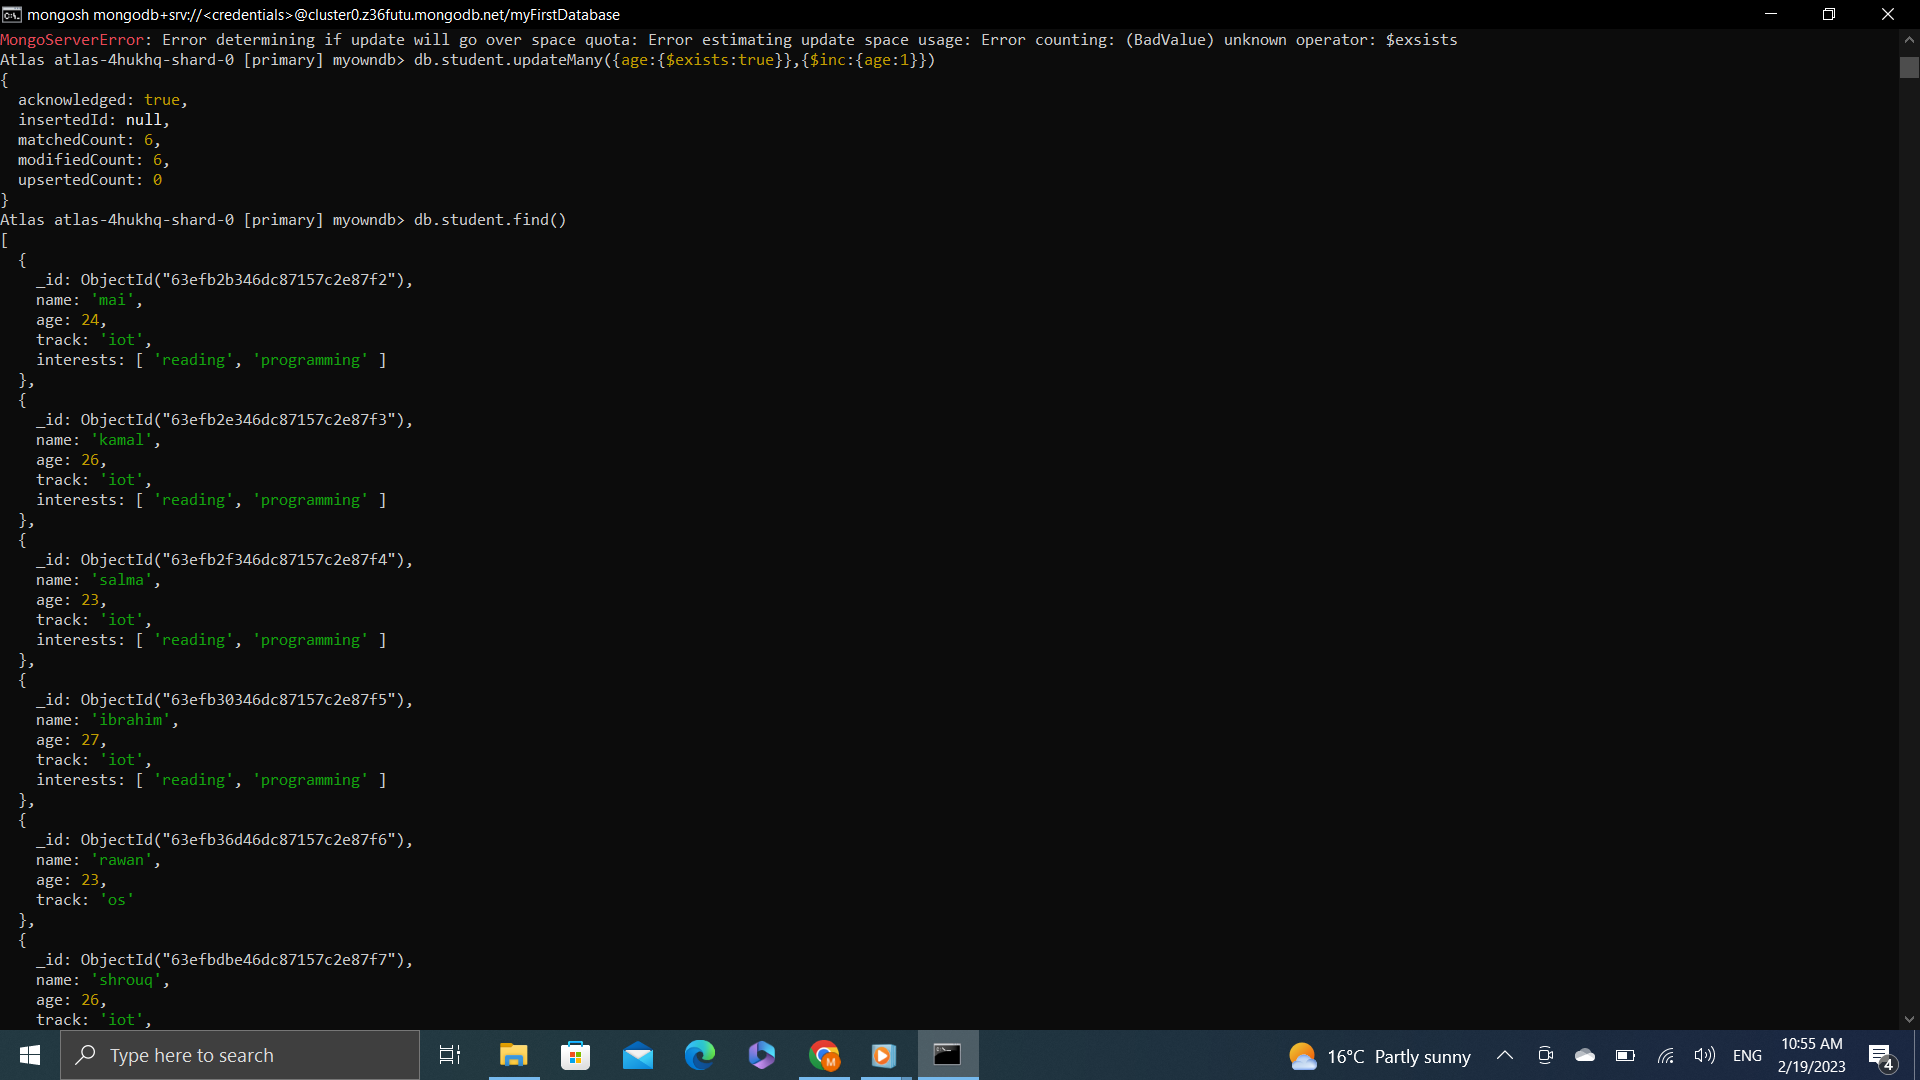 mongosh mongodb+srv://<credentials>@cluster0.z36futu.mongodb.net/myFirstDatabase
MongoServerError: Error determining if update will go over space quota: Error estimating update space usage: Error counting: (BadValue) unknown operator: $exsists
Atlas atlas-4hukhq-shard-0 [primary] myowndb> db.student.updateMany({age:{$exists:true}},{$inc:{age:1}})
{
  acknowledged: true,
  insertedId: null,
  matchedCount: 6,
  modifiedCount: 6,
  upsertedCount: 0
}
Atlas atlas-4hukhq-shard-0 [primary] myowndb> db.student.find()
[
  {
    _id: ObjectId("63efb2b346dc87157c2e87f2"),
    name: 'mai',
    age: 24,
    track: 'iot',
    interests: [ 'reading', 'programming' ]
  },
  {
    _id: ObjectId("63efb2e346dc87157c2e87f3"),
    name: 'kamal',
    age: 26,
    track: 'iot',
    interests: [ 'reading', 'programming' ]
  },
  {
    _id: ObjectId("63efb2f346dc87157c2e87f4"),
    name: 'salma',
    age: 23,
    track: 'iot',
    interests: [ 'reading', 'programming' ]
  },
  {
    _id: ObjectId("63efb30346dc87157c2e87f5"),
    name: 'ibrahim',
    age: 27,
    track: 'iot',
    interests: [ 'reading', 'programming' ]
  },
  {
    _id: ObjectId("63efb36d46dc87157c2e87f6"),
    name: 'rawan',
    age: 23,
    track: 'os'
  },
  {
    _id: ObjectId("63efbdbe46dc87157c2e87f7"),
    name: 'shrouq',
    age: 26,
    track: 'iot',
Type here to search
M
16°C Partly sunny
ENG
10:55 AM
2/19/2023
4